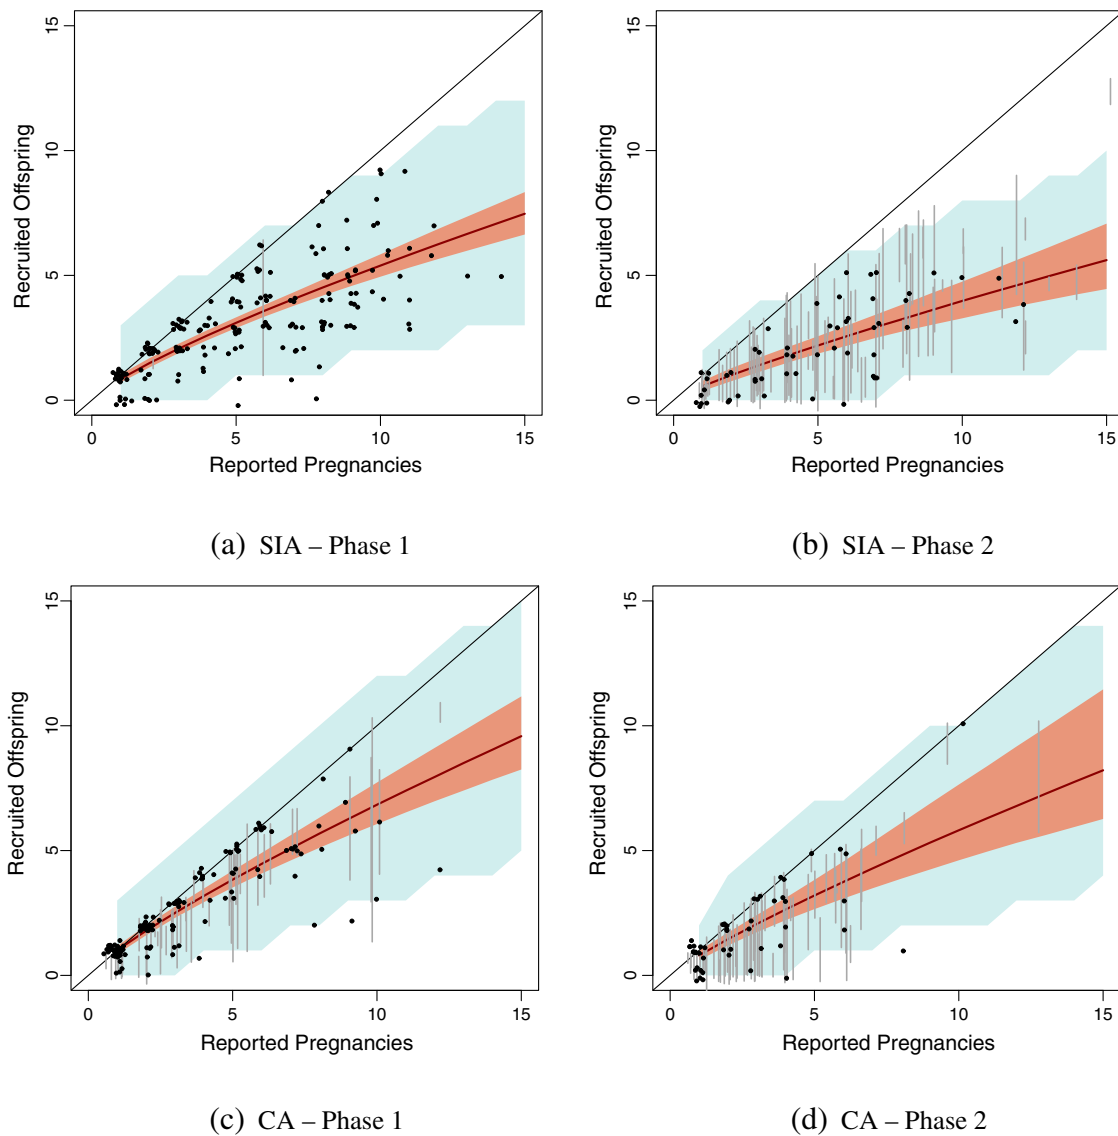 15
10
5
0
Recruited Offspring
0 5 10 15
Reported Pregnancies
(a) SIA – Phase 1
15
10
5
0
Recruited Offspring
0 5 10 15
Reported Pregnancies
(b) SIA – Phase 2
15
10
5
0
Recruited Offspring
0 5 10 15
Reported Pregnancies
(c) CA – Phase 1
15
10
5
0
Recruited Offspring
0 5 10 15
Reported Pregnancies
(d) CA – Phase 2